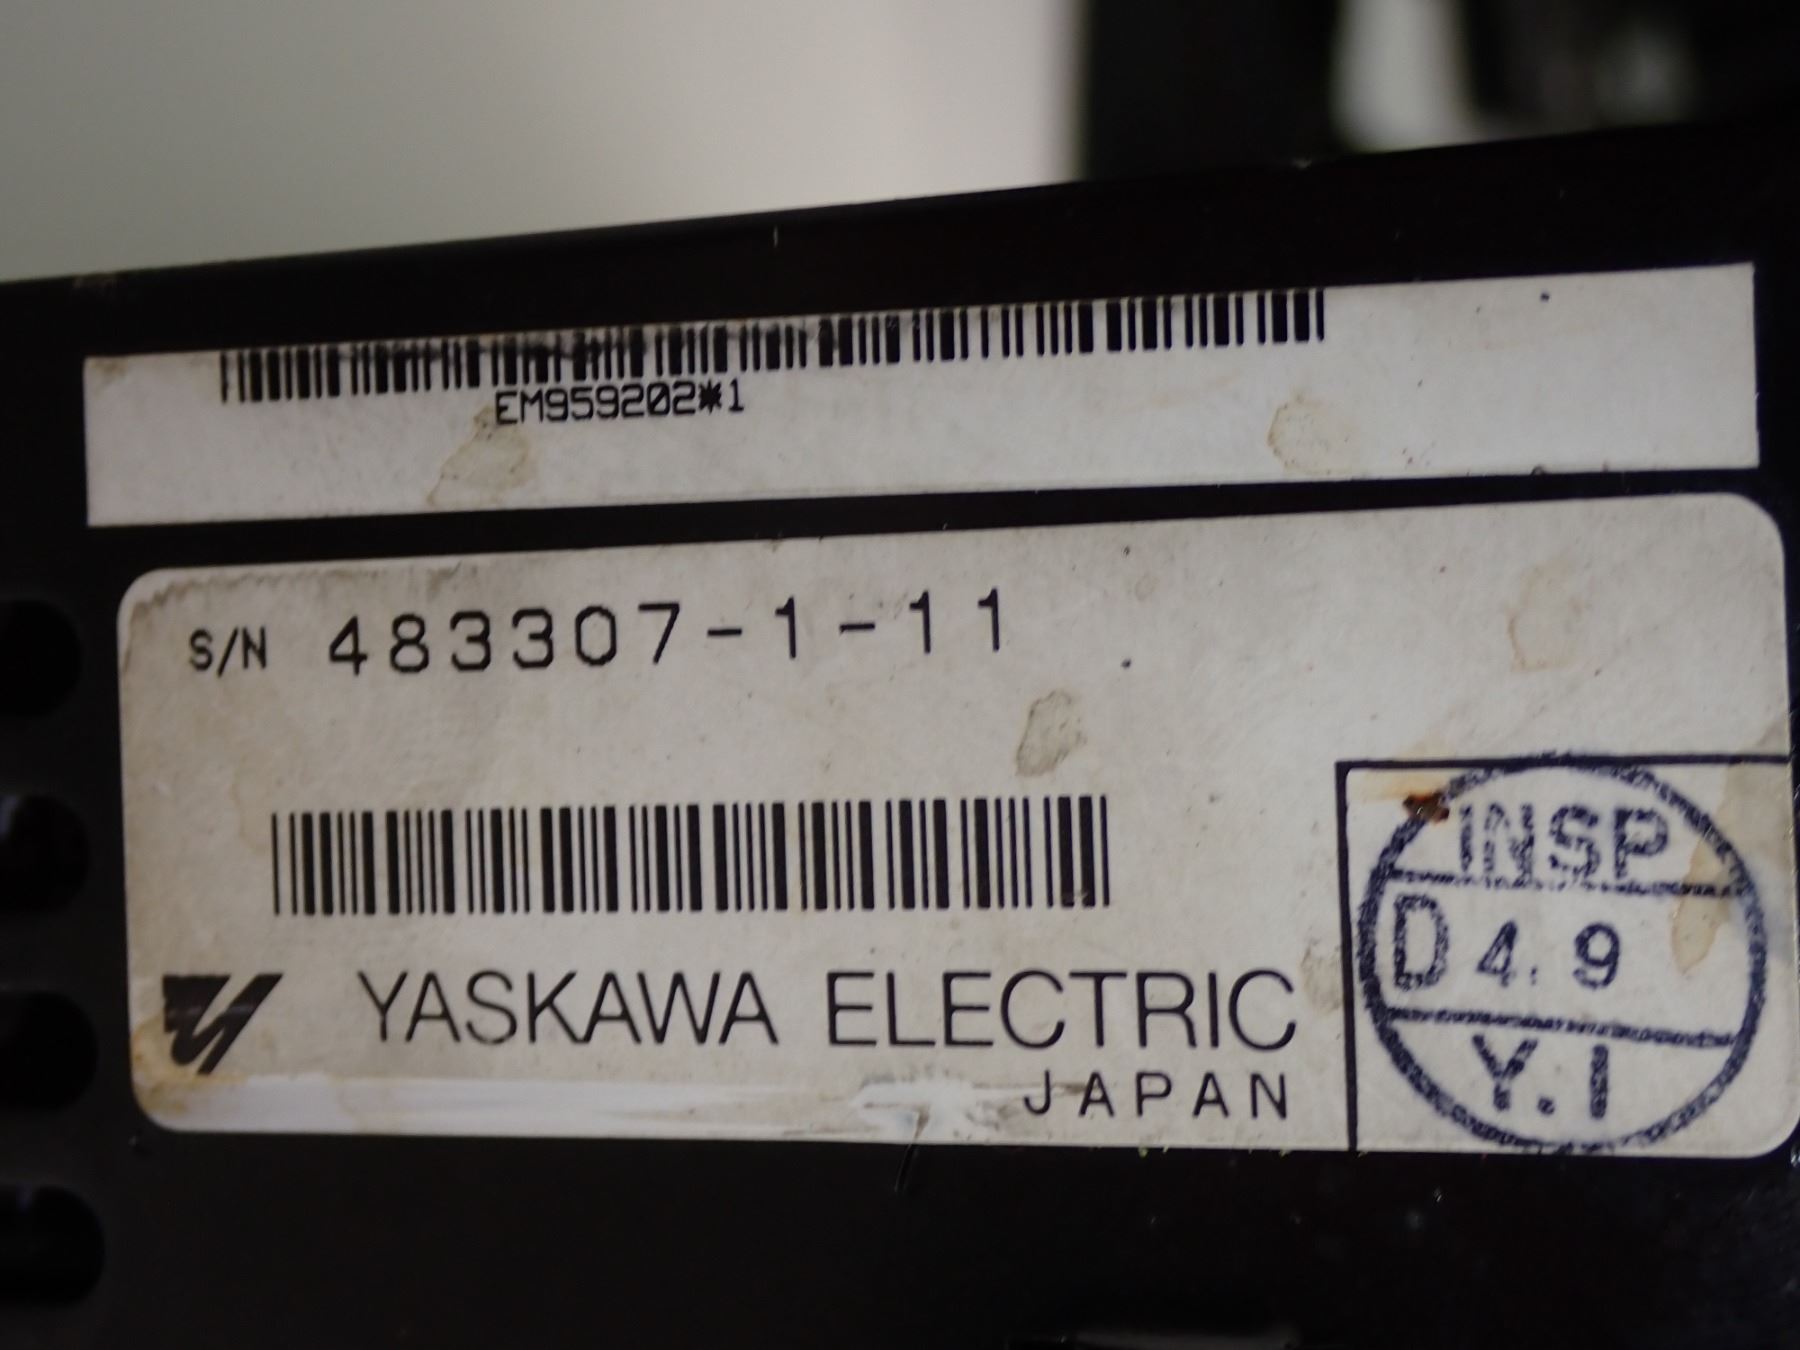 EM959202*1
S/N 483307-1-11
YASKAWA ELECTRIC
JAPAN
INSP
D 4. 9
Y. I